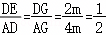 DE/AD = DG/AG = 2m/4m = 1/2